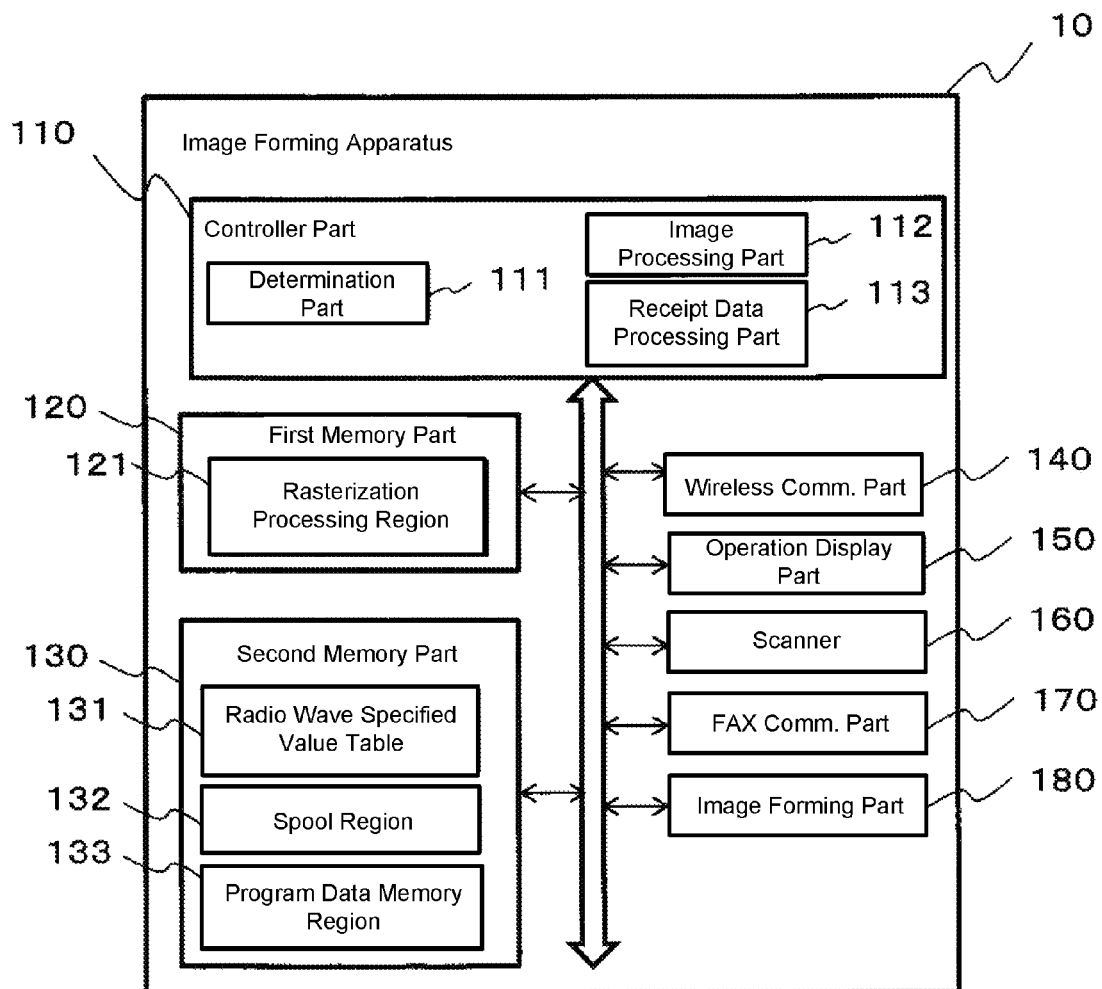 10
110
Image Forming Apparatus
Controller Part
Determination
Part
111
Image
Processing Part
112
Receipt Data
Processing Part
113
120
First Memory Part
121
Rasterization
Processing Region
130
Second Memory Part
131
Radio Wave Specified
Value Table
132
Spool Region
133
Program Data Memory
Region
Wireless Comm. Part
140
Operation Display
Part
150
Scanner
160
FAX Comm. Part
170
Image Forming Part
180